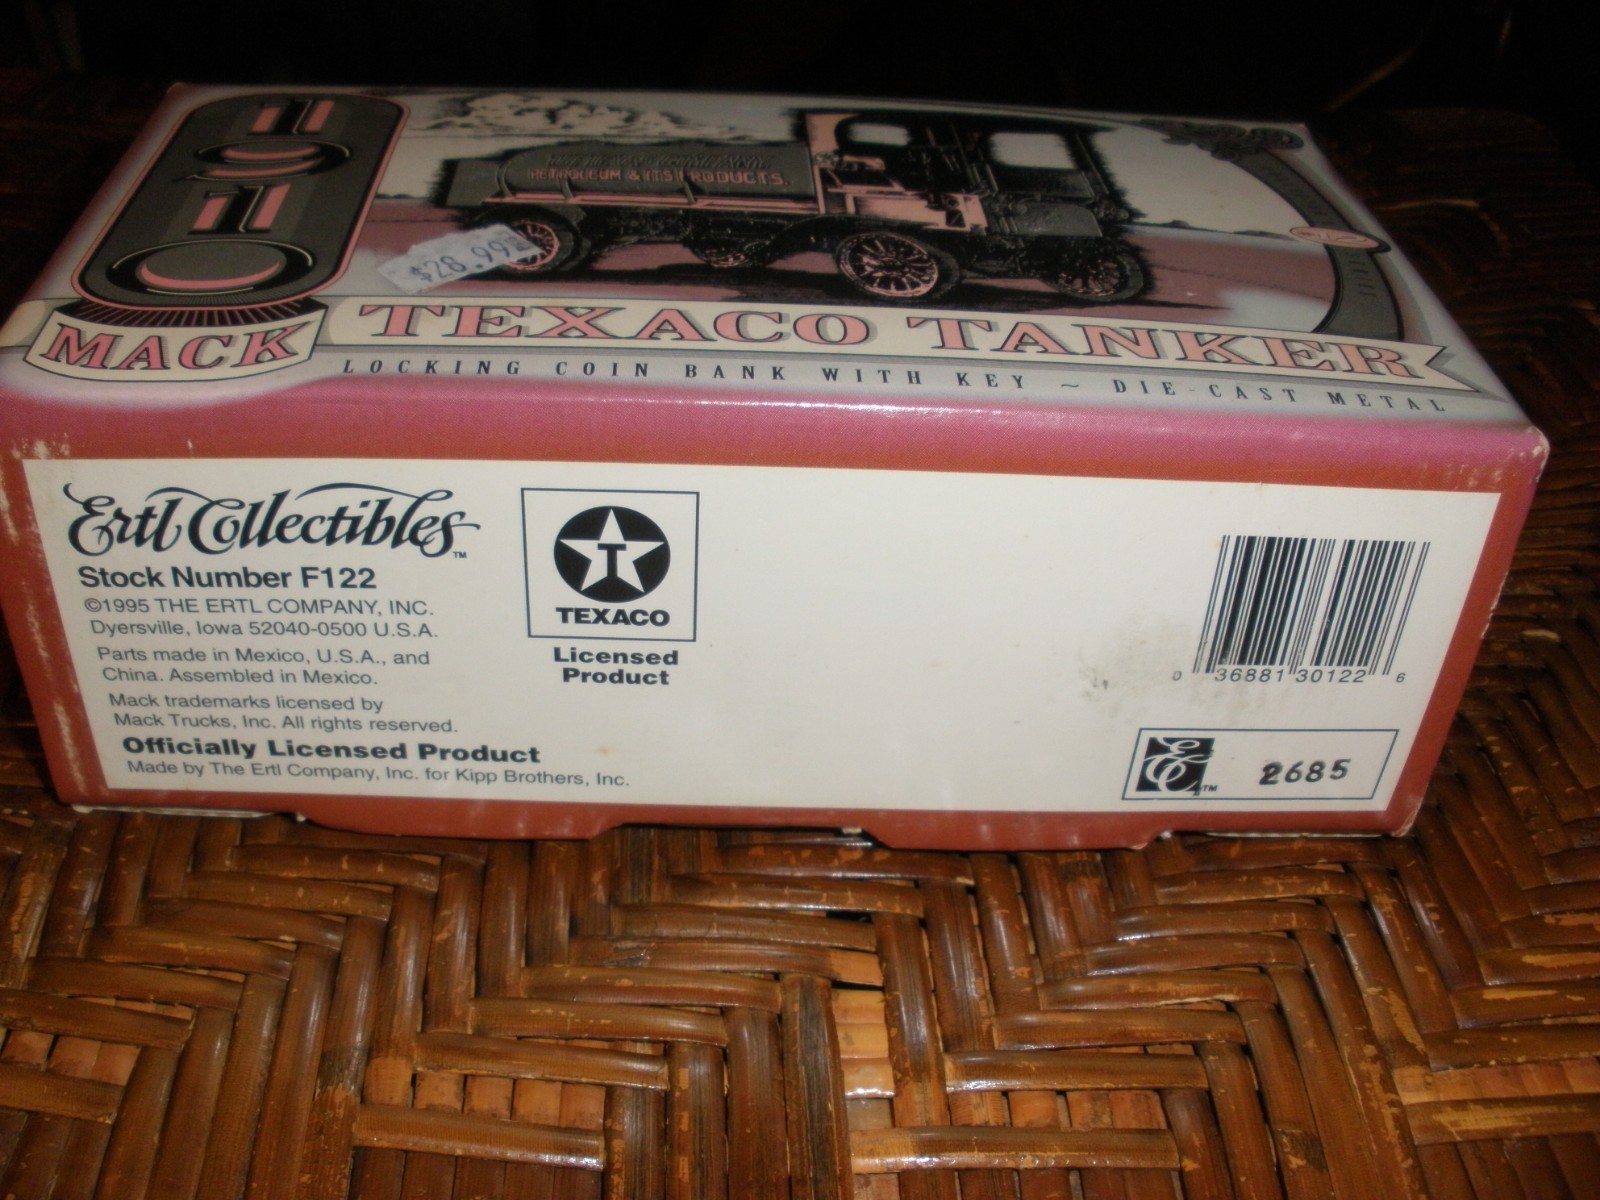 1910
MACK
PETROLEUM & ITS PRODUCTS.
$28.99
#12
TEXACO TANKER
LOCKING COIN BANK WITH KEY ~ DIE-CAST METAL
Ertl Collectibles™
Stock Number F122
©1995 THE ERTL COMPANY, INC.
Dyersville, Iowa 52040-0500 U.S.A.
Parts made in Mexico, U.S.A., and
China. Assembled in Mexico.
Mack trademarks licensed by
Mack Trucks, Inc. All rights reserved.
Officially Licensed Product
Made by The Ertl Company, Inc. for Kipp Brothers, Inc.
T
TEXACO
Licensed
Product
0 36881 30122 6
E™ 2685